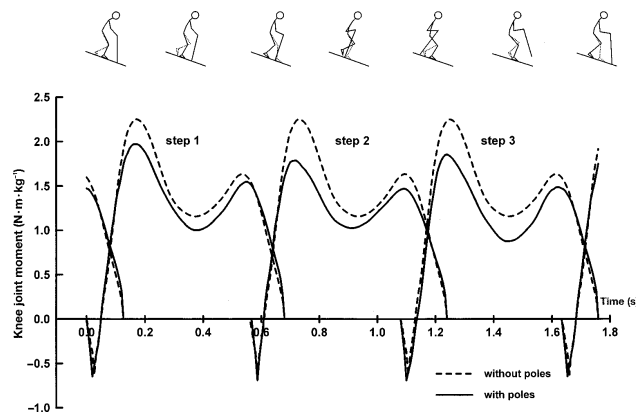 2.5
2.0
1.5
1.0
0.5
0.0
−0.5
−1.0
Knee joint moment (N·m·kg⁻¹)
step 1
step 2
step 3
Time (s
0.0 0.2 0.4 0.6 0.8 1.0 1.2 1.4 1.6 1.8
without poles
with poles